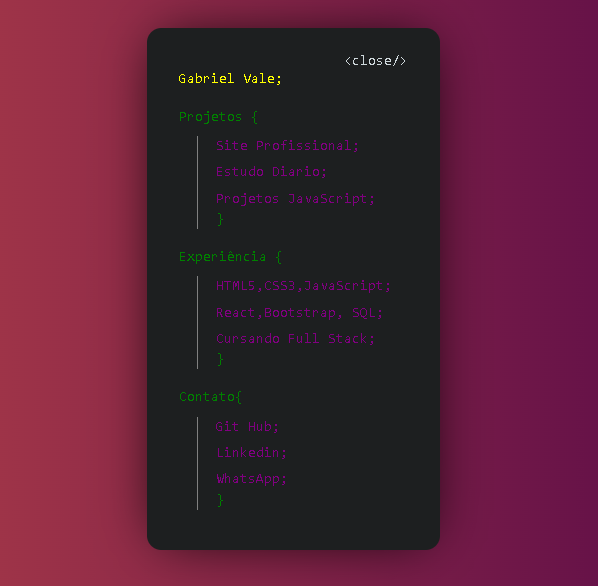 <close/>
Gabriel Vale;
Projetos {
Site Profissional;
Estudo Diario;
Projetos JavaScript;
}
Experiência {
HTML5,CSS3,JavaScript;
React,Bootstrap, SQL;
Cursando Full Stack;
}
Contato{
Git Hub;
Linkedin;
WhatsApp;
}